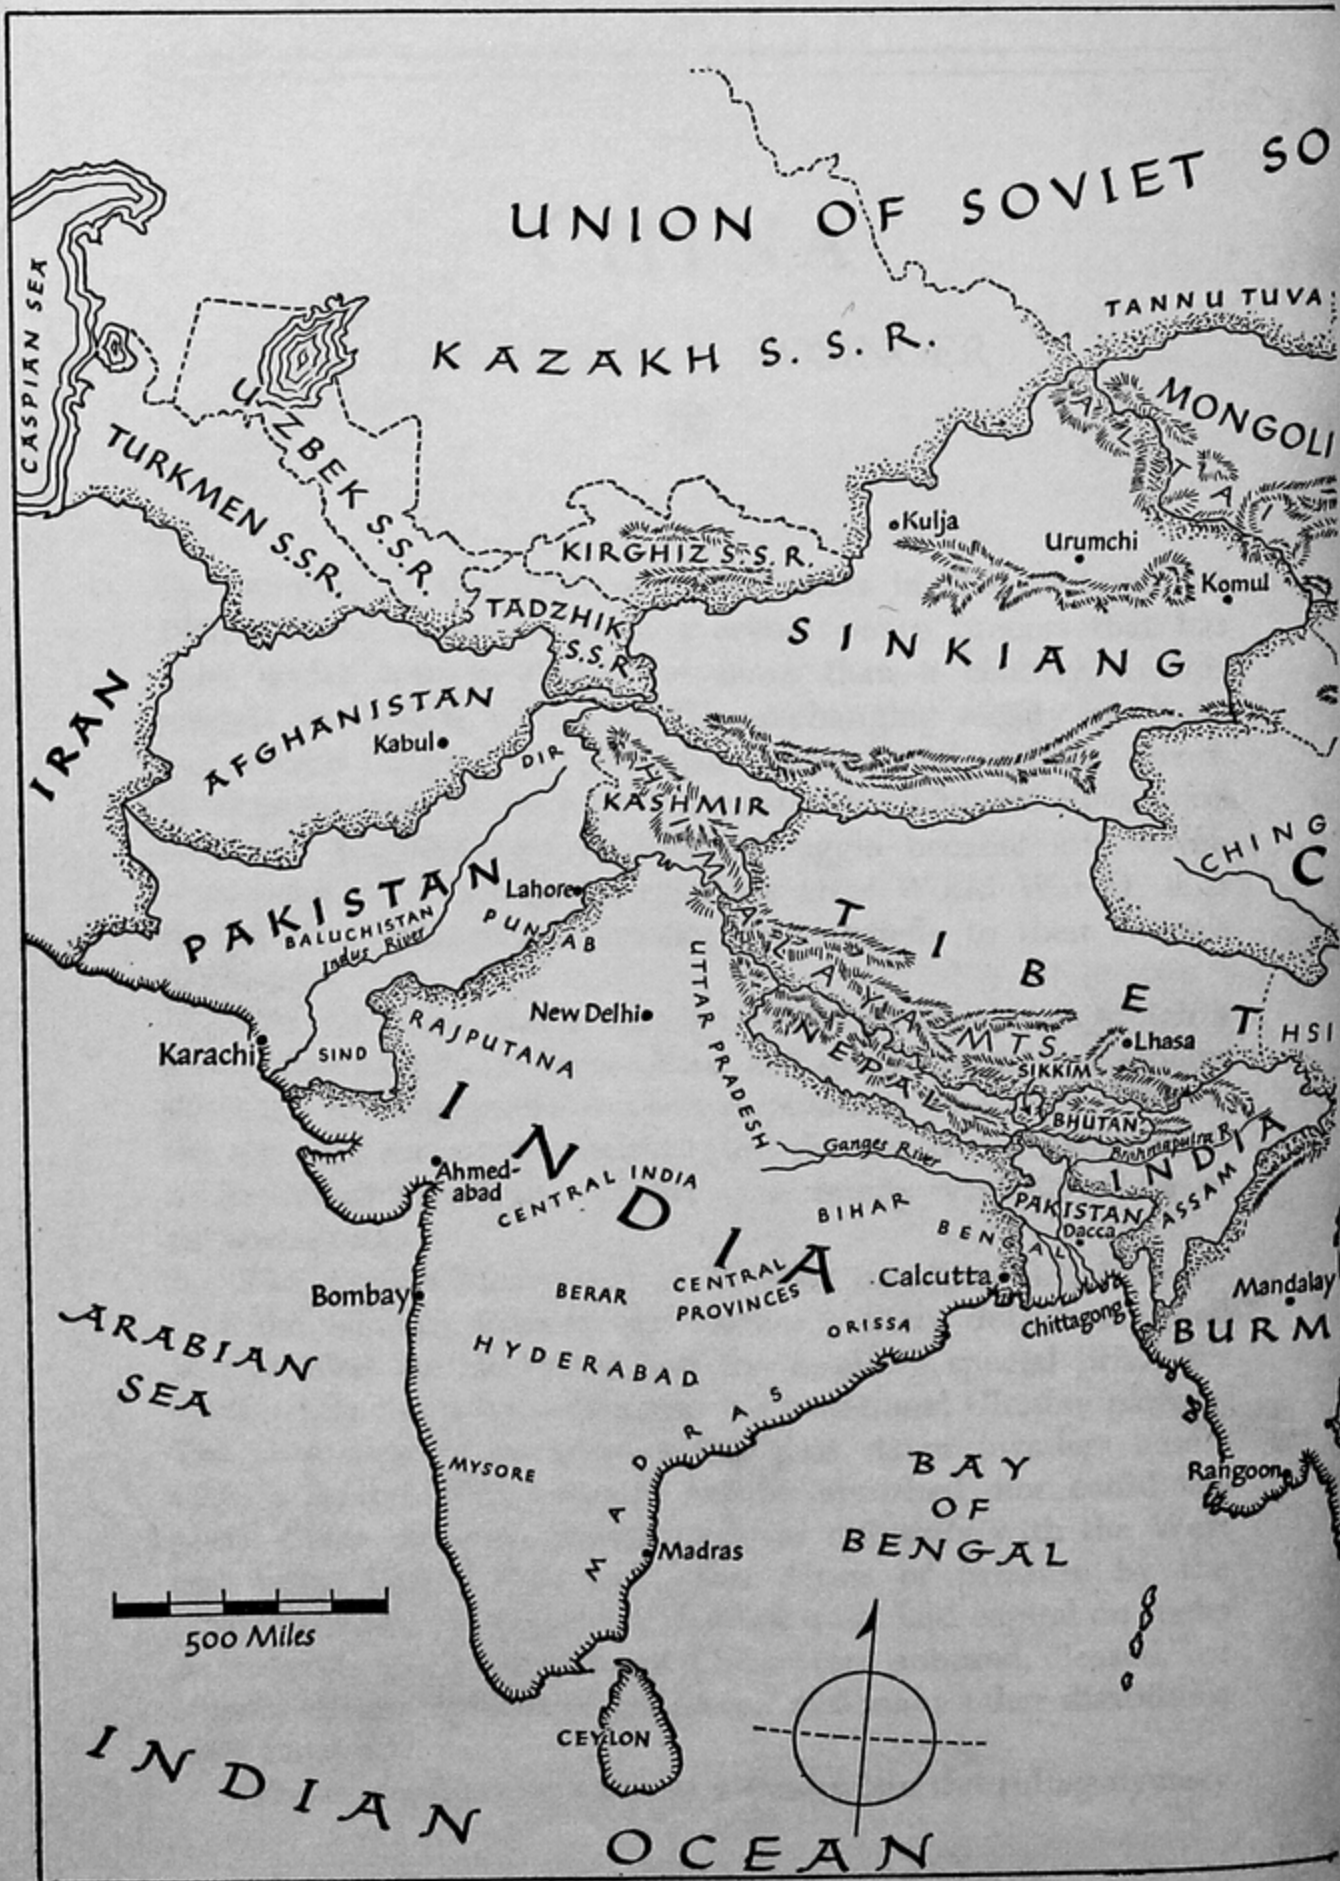 UNION OF SOVIET SO
CASPIAN SEA
KAZAKH S.S.R.
TANNU TUVA
MONGOLI
UZBEK S.S.R.
TURKMEN S.S.R.
ALTAI
KIRGHIZ S.S.R.
Kulja
Urumchi
Komul
TADZHIK
S.S.R.
SINKIANG
IRAN
AFGHANISTAN
Kabul
DIR
KASHMIR
CHING
C
PAKISTAN
BALUCHISTAN
Indus River
Lahore
PUNJAB
TIBET
HIMALAYA MTS
UTTAR PRADESH
New Delhi
RAJPUTANA
NEPAL
Lhasa
HSI
Karachi
SIND
SIKKIM
BHUTAN
Brahmaputra R.
INDIA
Ahmed-
abad
CENTRAL INDIA
Ganges River
INDIA
ASSAM
PAKISTAN
Dacca
BIHAR
BENGAL
Bombay
BERAR
CENTRAL
PROVINCES
Calcutta
Chittagong
Mandalay
BURM
ORISSA
ARABIAN
SEA
HYDERABAD
MADRAS
MYSORE
BAY
OF
BENGAL
Rangoon
Madras
500 Miles
CEYLON
INDIAN OCEAN